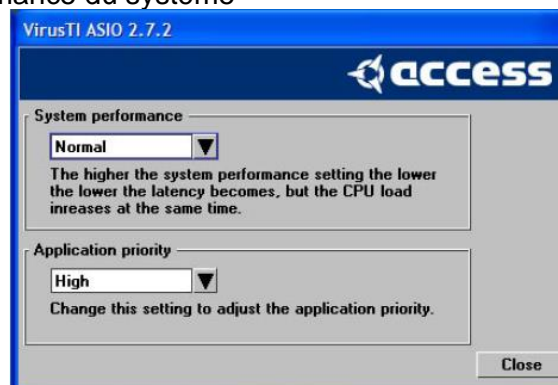 mance du système
VirusTI ASIO 2.7.2
access
System performance
Normal
The higher the system performance setting the lower
the lower the latency becomes, but the CPU load
inreases at the same time.
Application priority
High
Change this setting to adjust the application priority.
Close